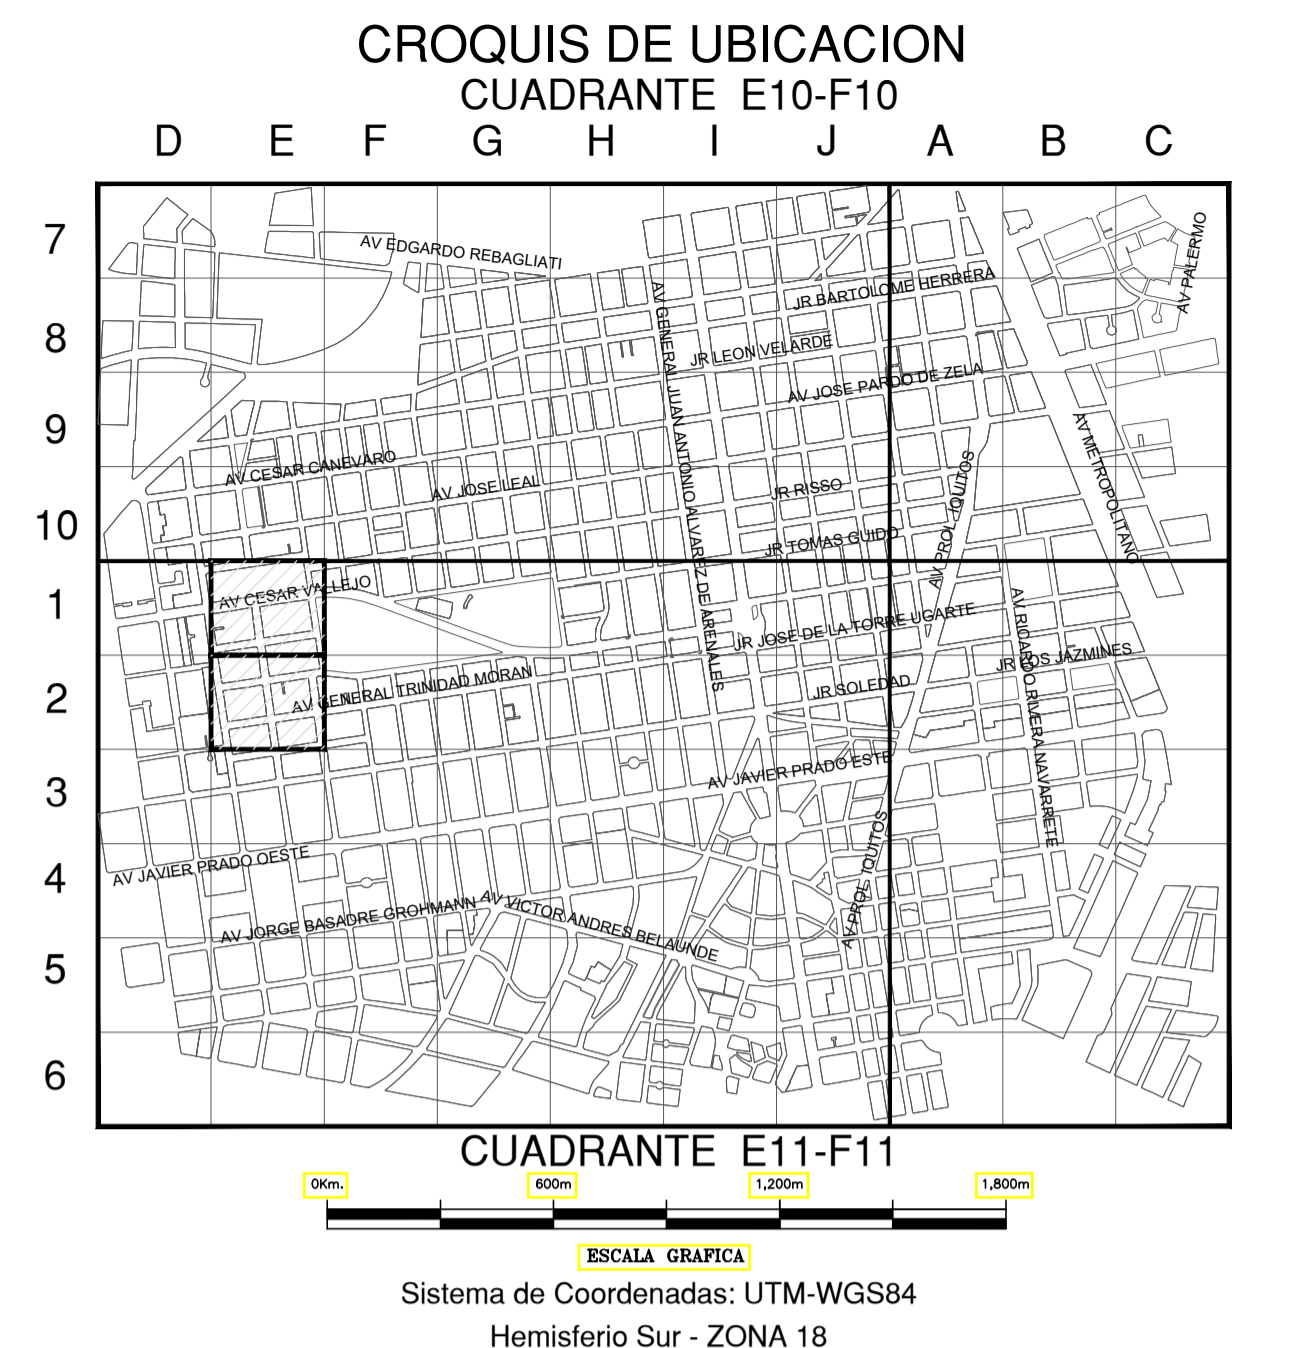 CROQUIS DE UBICACION
CUADRANTE E10-F10
D E F G H I J A B C
7
AV EDGARDO REBAGLIATI
AV PALERMO
JR BARTOLOME HERRERA
8
AV GENERAL JUAN ANTONIO ALVAREZ DE ARENALES
JR LEON VELARDE
AV JOSE PARDO DE ZELA
9
AV METROPOLITANO
AV CESAR CANEVARO
AV JOSE LEAL
JR RISSO
AV PROL IQUITOS
10
JR TOMAS GUIDO
1
AV CESAR VALLEJO
JR JOSE DE LA TORRE UGARTE
AV RICARDO RIVERA NAVARRETE
JR LOS JAZMINES
2
AV GENERAL TRINIDAD MORAN
JR SOLEDAD
3
AV JAVIER PRADO ESTE
AV PROL IQUITOS
4
AV JAVIER PRADO OESTE
AV JORGE BASADRE GROHMANN
AV VICTOR ANDRES BELAUNDE
5
6
CUADRANTE E11-F11
0Km. 600m 1,200m 1,800m
ESCALA GRAFICA
Sistema de Coordenadas: UTM-WGS84
Hemisferio Sur - ZONA 18